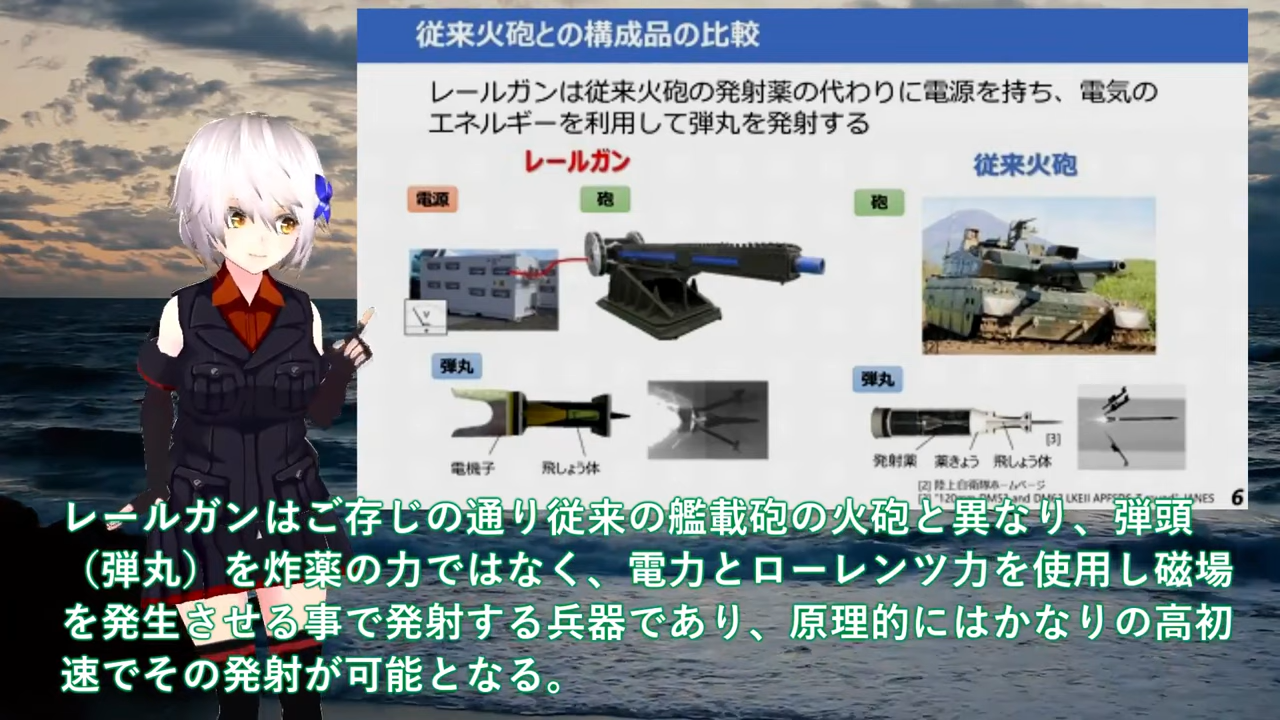 従来火砲との構成品の比較
レールガンは従来火砲の発射薬の代わりに電源を持ち、電気の
エネルギーを利用して弾丸を発射する
レールガン
従来火砲
電源
砲
砲
V
[2]
弾丸
弾丸
[3]
電機子
飛しょう体
発射薬
薬きょう
飛しょう体
[2] 陸上自衛隊ホームページ
"120mm DM53 and DM63 LKEII APFSDS-T round" JANES
6
レールガンはご存じの通り従来の艦載砲の火砲と異なり、弾頭
（弾丸）を炸薬の力ではなく、電力とローレンツ力を使用し磁場
を発生させる事で発射する兵器であり、原理的にはかなりの高初
速でその発射が可能となる。